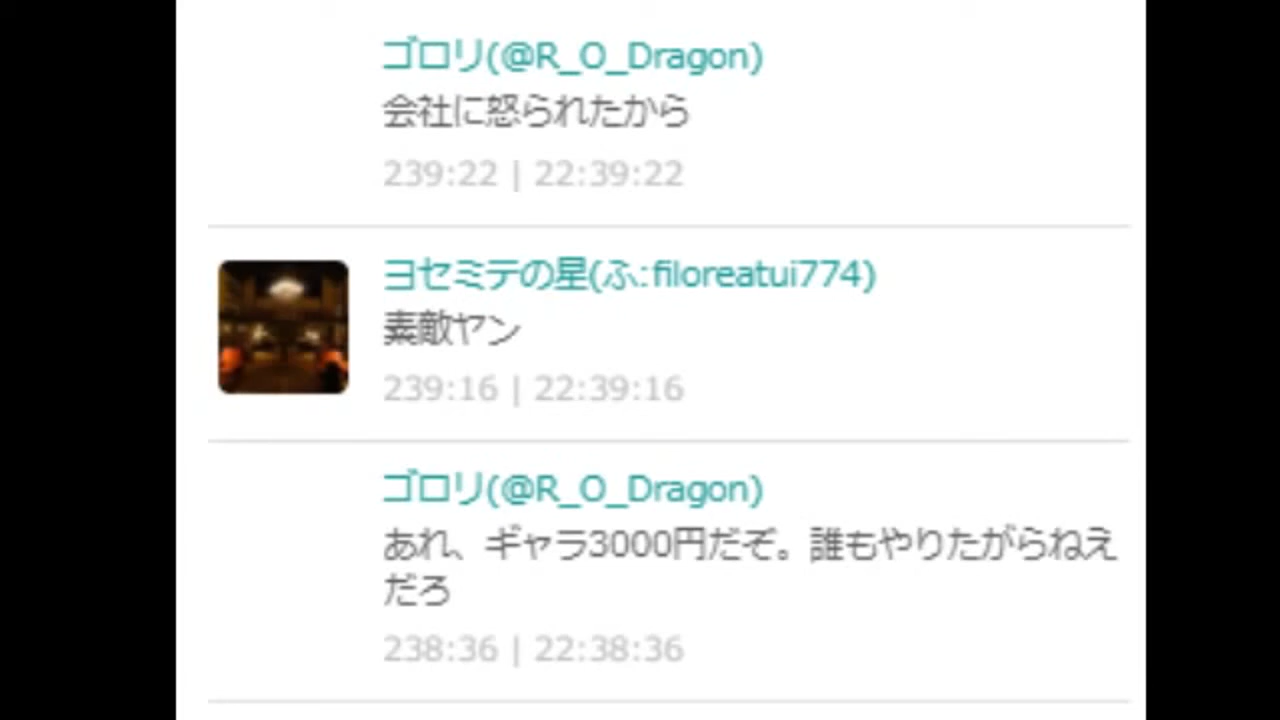 ゴロリ(@R_O_Dragon)
会社に怒られたから
239:22 | 22:39:22
ヨセミテの星(ふ:filoreatui774)
素敵ヤン
239:16 | 22:39:16
ゴロリ(@R_O_Dragon)
あれ、ギャラ3000円だぞ。誰もやりたがらねえ
だろ
238:36 | 22:38:36